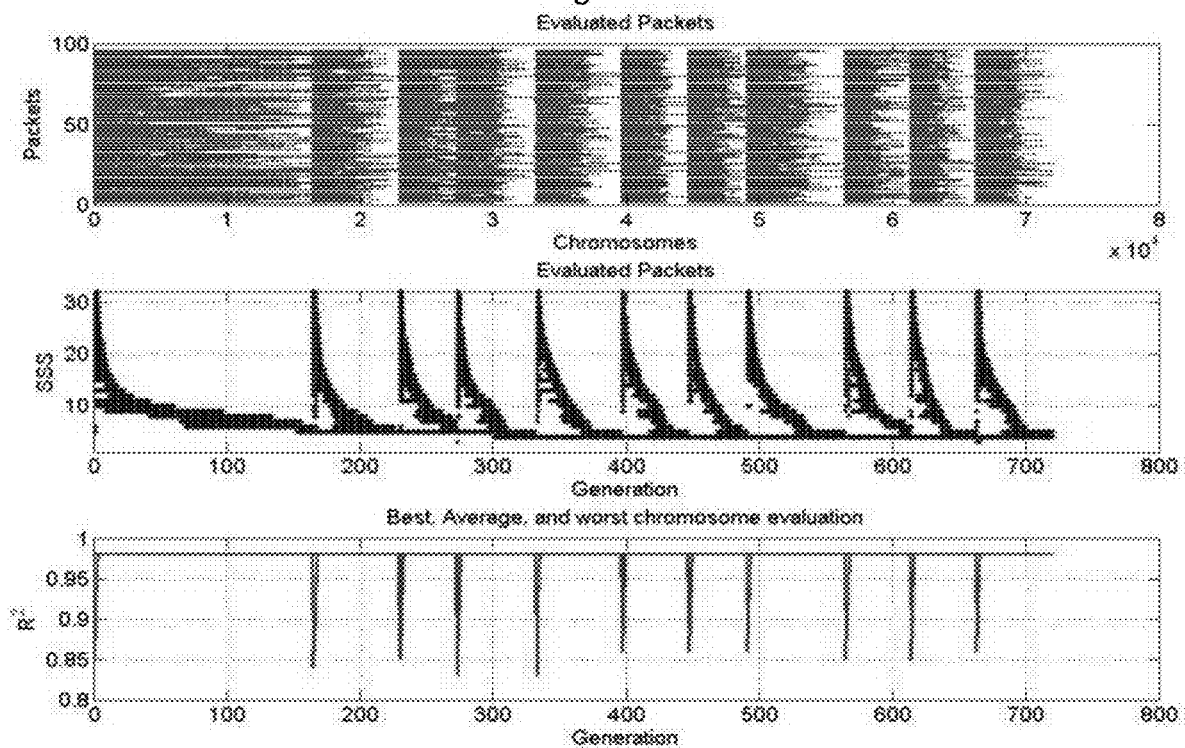 Evaluated Packets
100
50
0
Packets
0 1 2 3 4 5 6 7 8
Chromosomes
x 10^4
Evaluated Packets
30
20
10
SSS
0 100 200 300 400 500 600 700 800
Generation
Best, Average, and worst chromosome evaluation
1
0.95
0.9
0.85
0.8
R²
0 100 200 300 400 500 600 700 800
Generation